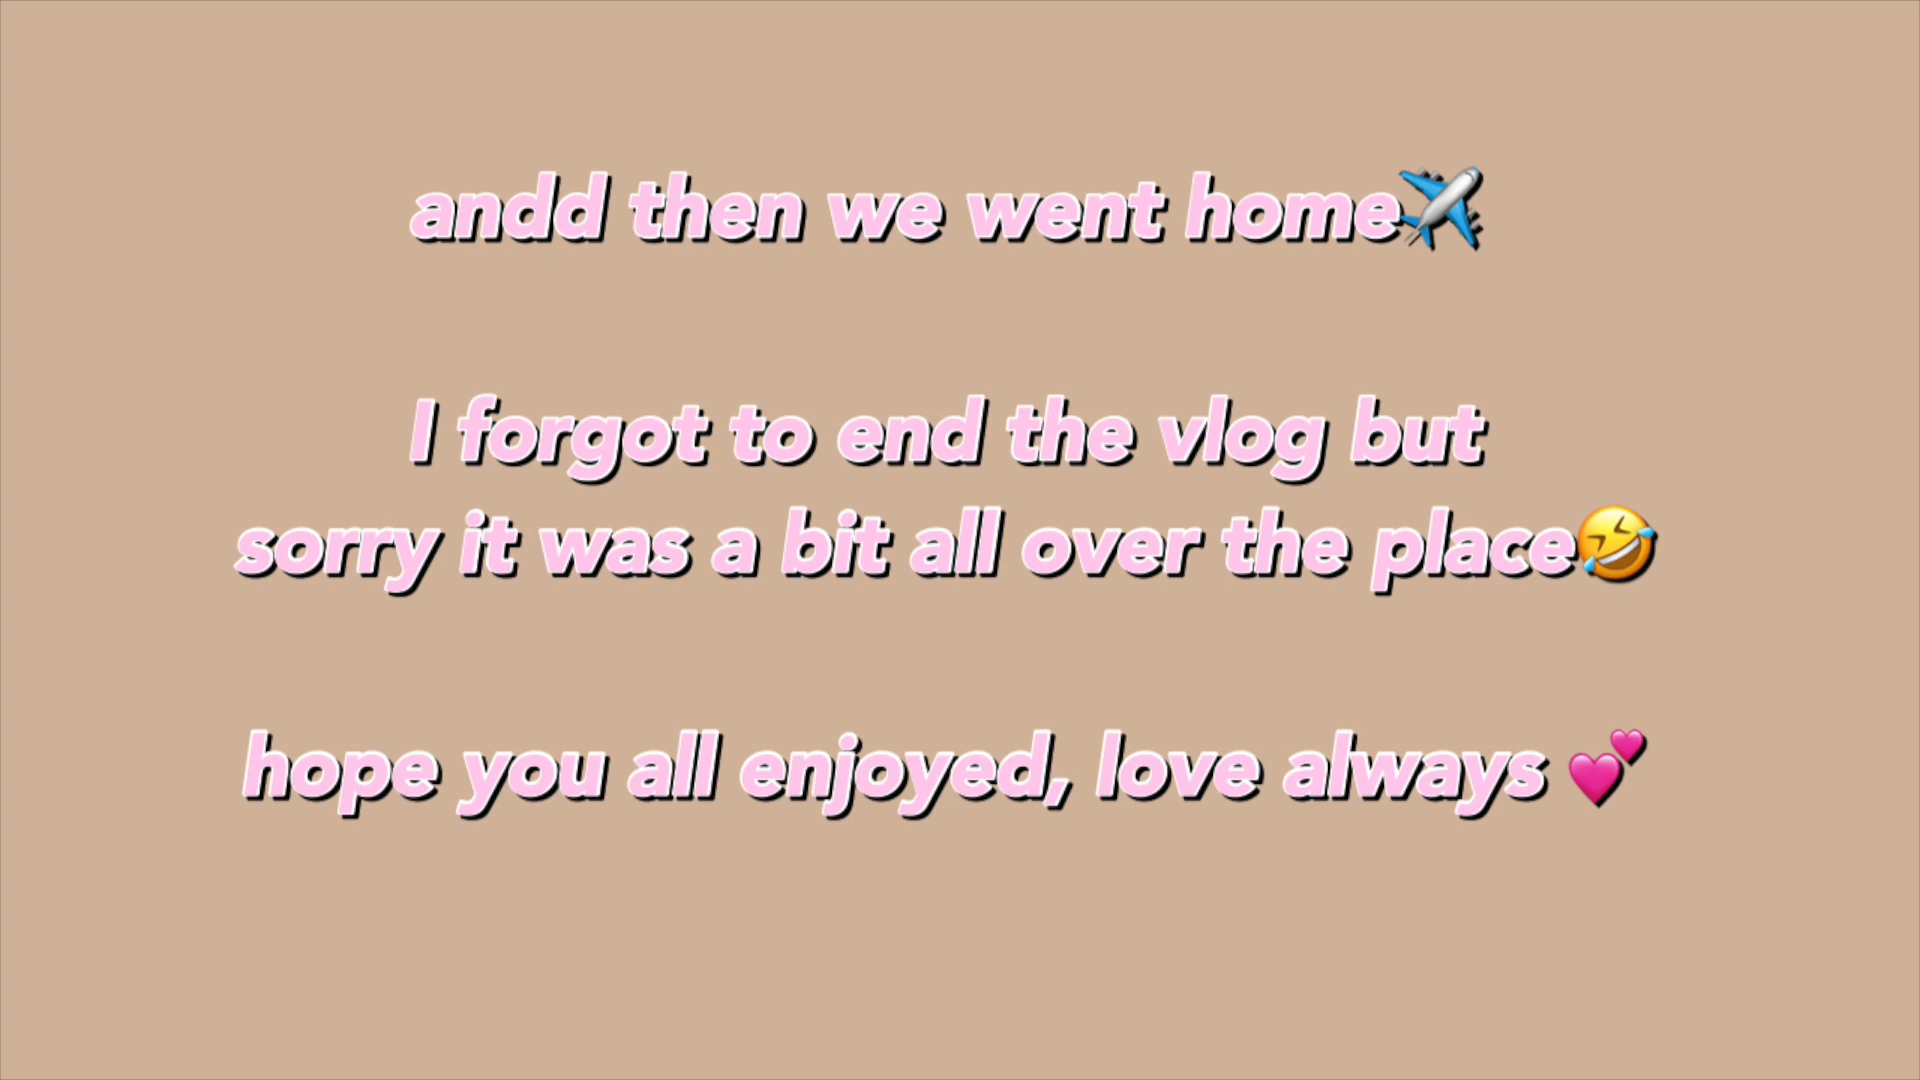 andd then we went home✈️
I forgot to end the vlog but
sorry it was a bit all over the place🤣
hope you all enjoyed, love always 💕